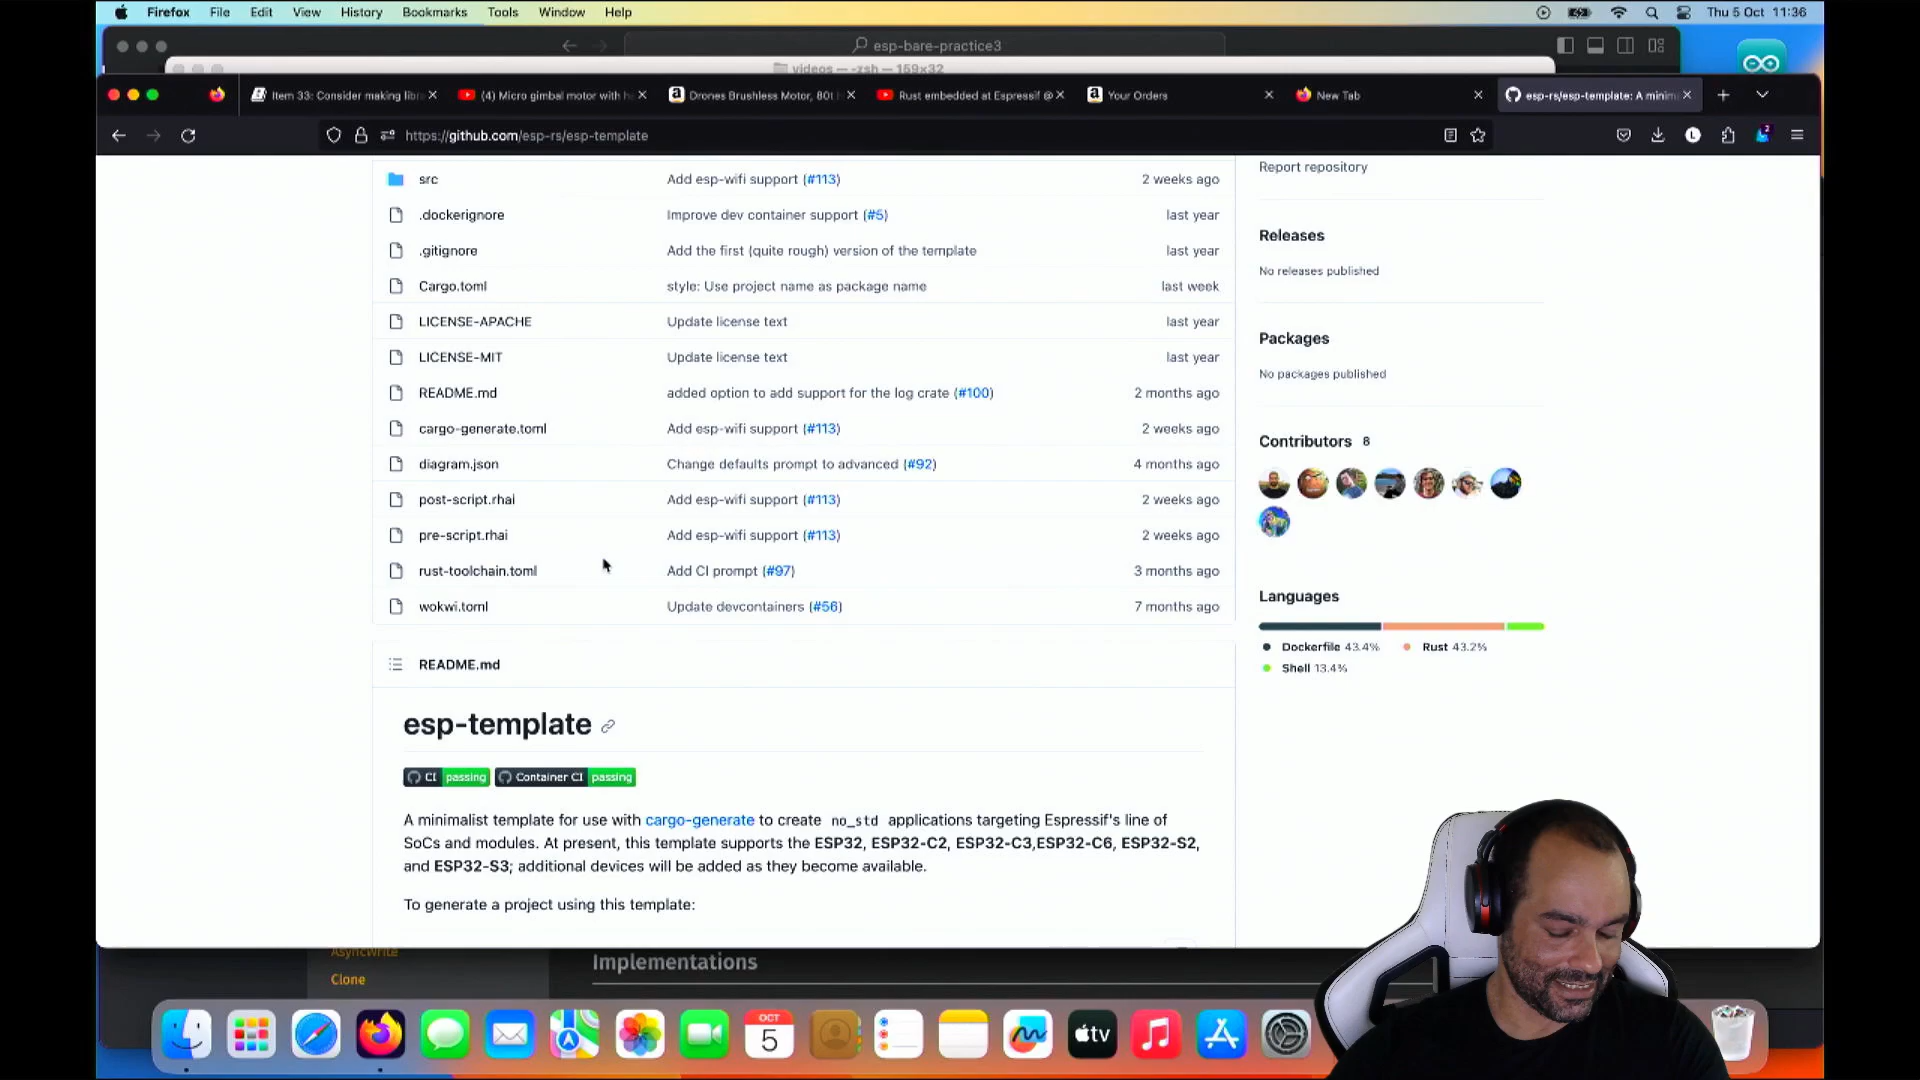 Firefox File Edit View History Bookmarks Tools Window Help
Thu 5 Oct 11:36
esp-bare-practice3
videos — -zsh — 159×32
Item 33: Consider making libra
(4) Micro gimbal motor with ha
Drones Brushless Motor, 80t
Rust embedded at Espressif @
Your Orders
New Tab
esp-rs/esp-template: A minim
https://github.com/esp-rs/esp-template
src Add esp-wifi support (#113) 2 weeks ago
.dockerignore Improve dev container support (#5) last year
.gitignore Add the first (quite rough) version of the template last year
Cargo.toml style: Use project name as package name last week
LICENSE-APACHE Update license text last year
LICENSE-MIT Update license text last year
README.md added option to add support for the log crate (#100) 2 months ago
cargo-generate.toml Add esp-wifi support (#113) 2 weeks ago
diagram.json Change defaults prompt to advanced (#92) 4 months ago
post-script.rhai Add esp-wifi support (#113) 2 weeks ago
pre-script.rhai Add esp-wifi support (#113) 2 weeks ago
rust-toolchain.toml Add CI prompt (#97) 3 months ago
wokwi.toml Update devcontainers (#56) 7 months ago
README.md
esp-template
CI passing Container CI passing
A minimalist template for use with cargo-generate to create no_std applications targeting Espressif's line of
SoCs and modules. At present, this template supports the ESP32, ESP32-C2, ESP32-C3,ESP32-C6, ESP32-S2,
and ESP32-S3; additional devices will be added as they become available.
To generate a project using this template:
Report repository
Releases
No releases published
Packages
No packages published
Contributors 8
Languages
Dockerfile 43.4% Rust 43.2%
Shell 13.4%
AsyncWrite
Clone
Implementations
OCT
5
tv